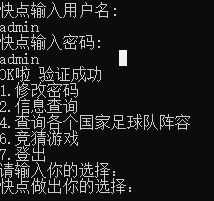 快点输入用户名:
admin
快点输入密码:
admin
OK啦 验证成功
1.修改密码
2.信息查询
4.查询各个国家足球队阵容
6.竞猜游戏
7.登出
请输入你的选择:
快点做出你的选择: